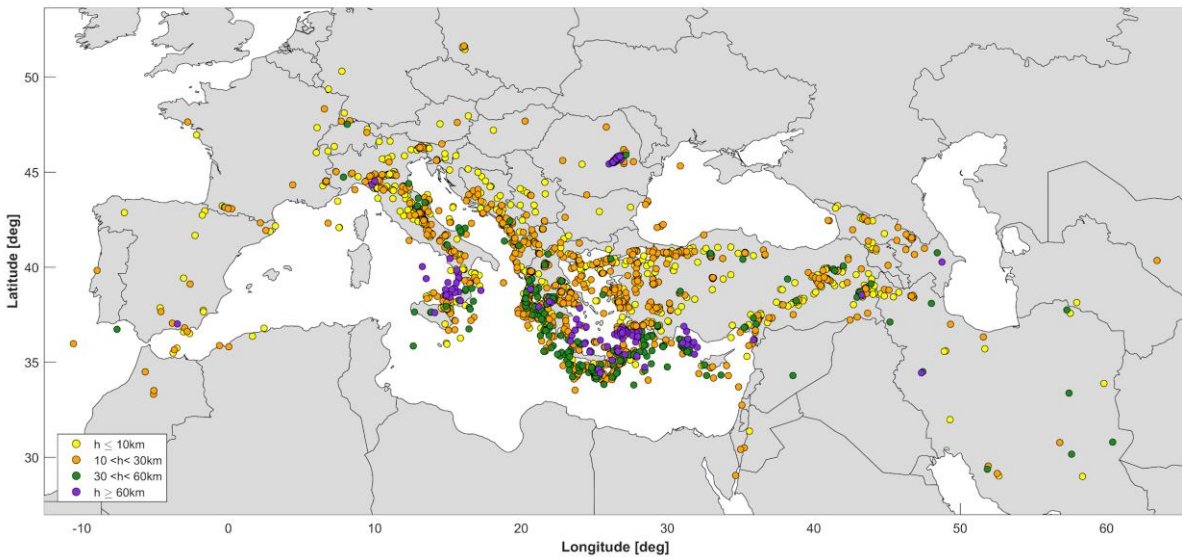 50
45
40
35
30
Latitude [deg]
h ≤ 10km
10 <h< 30km
30 <h< 60km
h ≥ 60km
-10 0 10 20 30 40 50 60
Longitude [deg]